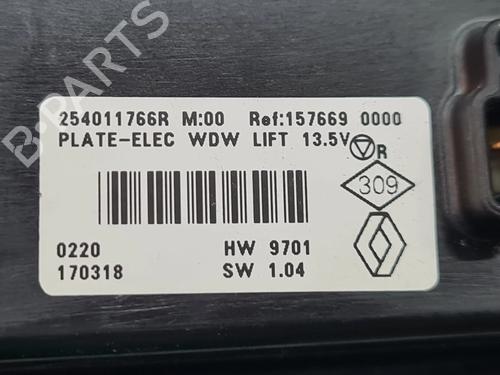 254011766R M:00 Ref:157669 0000
PLATE-ELEC WDW LIFT 13.5V
R
309
0220 HW 9701
170318 SW 1.04
B-PARTS